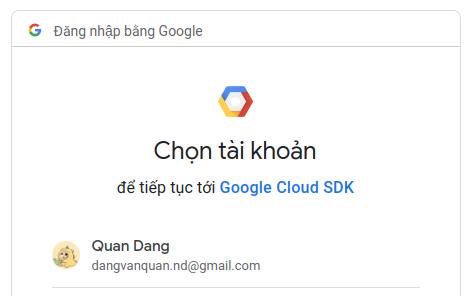 Đăng nhập bằng Google
Chọn tài khoản
để tiếp tục tới Google Cloud SDK
Quan Dang
dangvanquan.nd@gmail.com